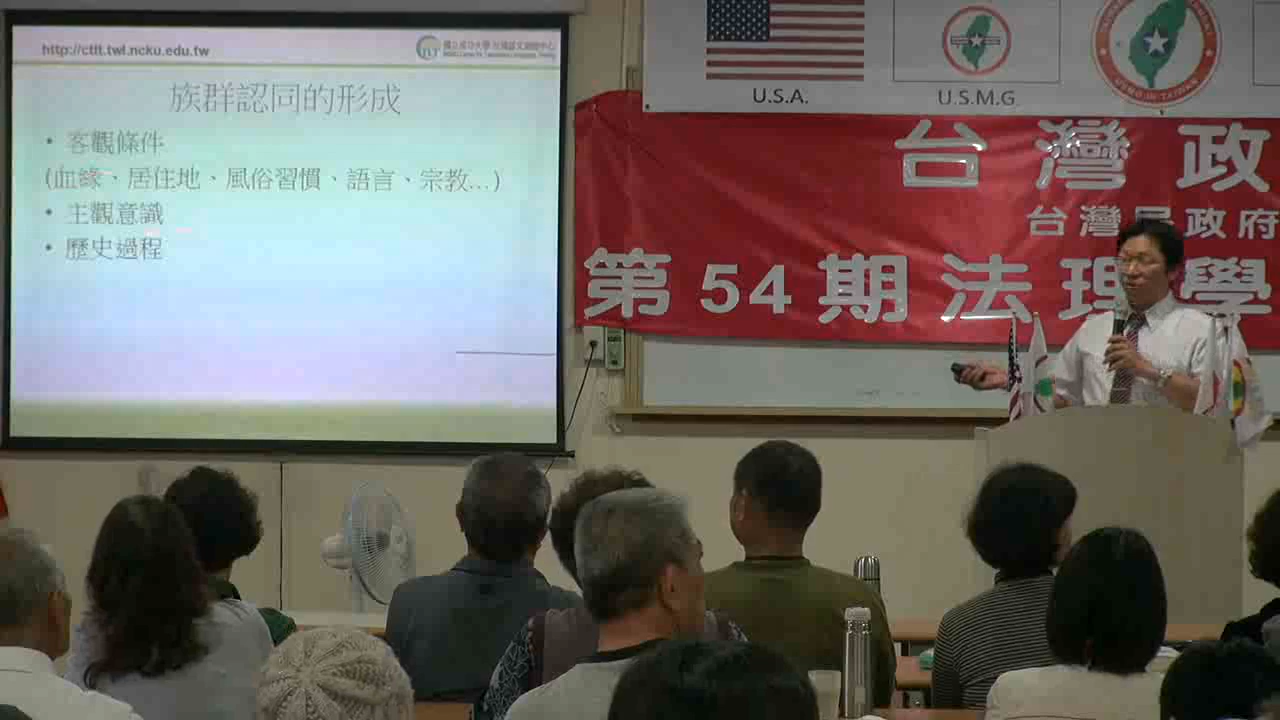 http://ctlt.twl.ncku.edu.tw
族群認同的形成
• 客觀條件
(血緣、居住地、風俗習慣、語言、宗教...)
• 主觀意識
• 歷史過程
U.S.A.
U.S.M.G.
台灣政
台灣民政府
第54期法理學